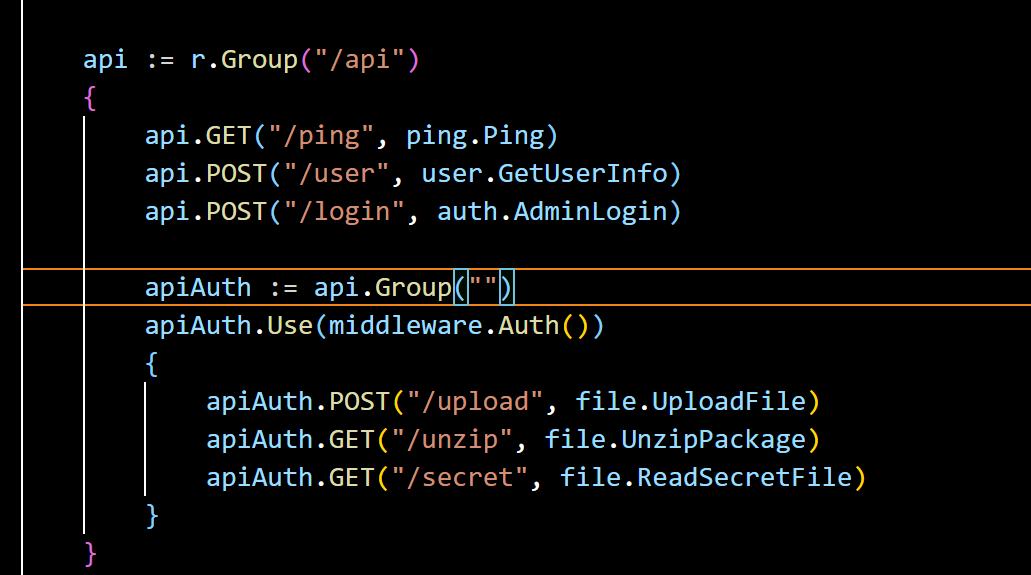 api := r.Group("/api")
{
api.GET("/ping", ping.Ping)
api.POST("/user", user.GetUserInfo)
api.POST("/login", auth.AdminLogin)
apiAuth := api.Group("")
apiAuth.Use(middleware.Auth())
{
apiAuth.POST("/upload", file.UploadFile)
apiAuth.GET("/unzip", file.UnzipPackage)
apiAuth.GET("/secret", file.ReadSecretFile)
}
}